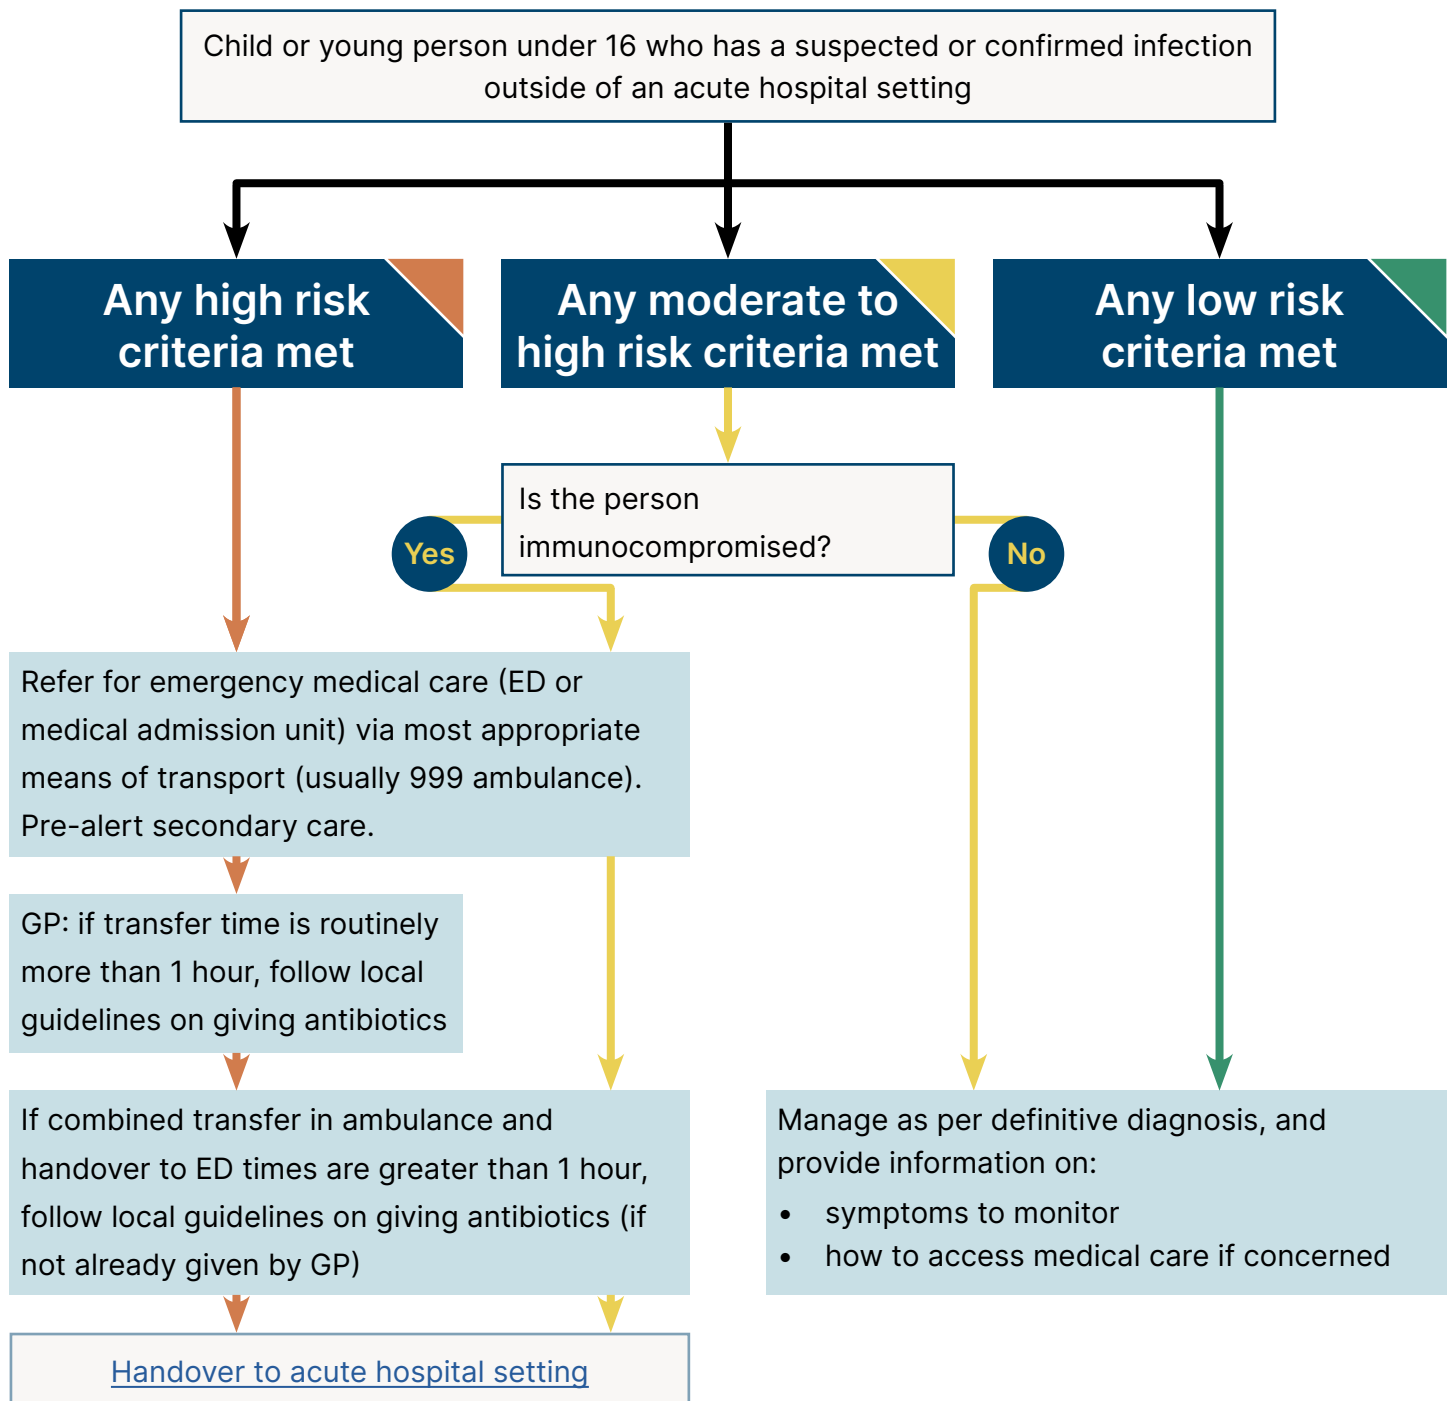 Child or young person under 16 who has a suspected or confirmed infection
outside of an acute hospital setting
Any high risk
criteria met
Any moderate to
high risk criteria met
Any low risk
criteria met
Is the person
immunocompromised?
Yes
No
Refer for emergency medical care (ED or
medical admission unit) via most appropriate
means of transport (usually 999 ambulance).
Pre-alert secondary care.
GP: if transfer time is routinely
more than 1 hour, follow local
guidelines on giving antibiotics
If combined transfer in ambulance and
handover to ED times are greater than 1 hour,
follow local guidelines on giving antibiotics (if
not already given by GP)
Manage as per definitive diagnosis, and
provide information on:
• symptoms to monitor
• how to access medical care if concerned
Handover to acute hospital setting